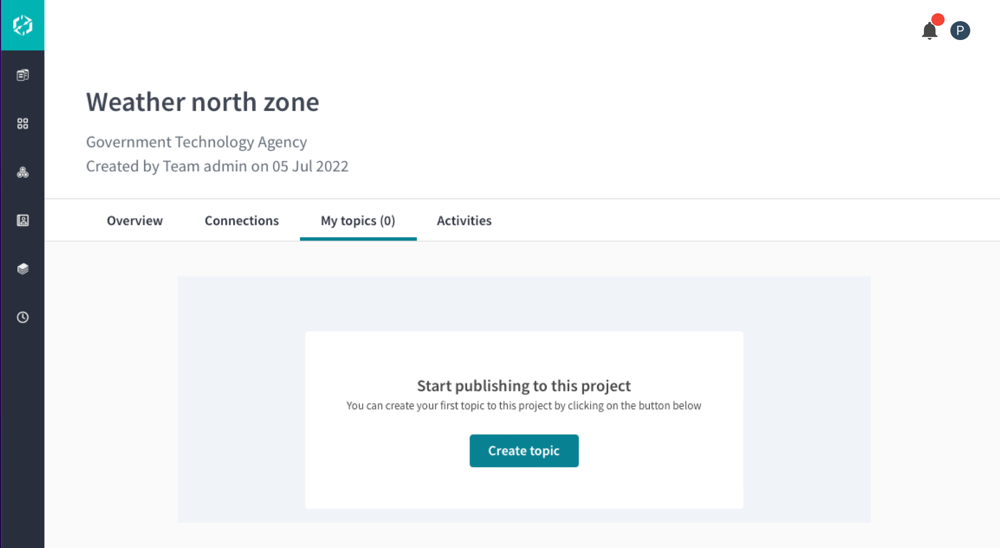 P
Weather north zone
Government Technology Agency
Created by Team admin on 05 Jul 2022
Overview Connections My topics (0) Activities
Start publishing to this project
You can create your first topic to this project by clicking on the button below
Create topic